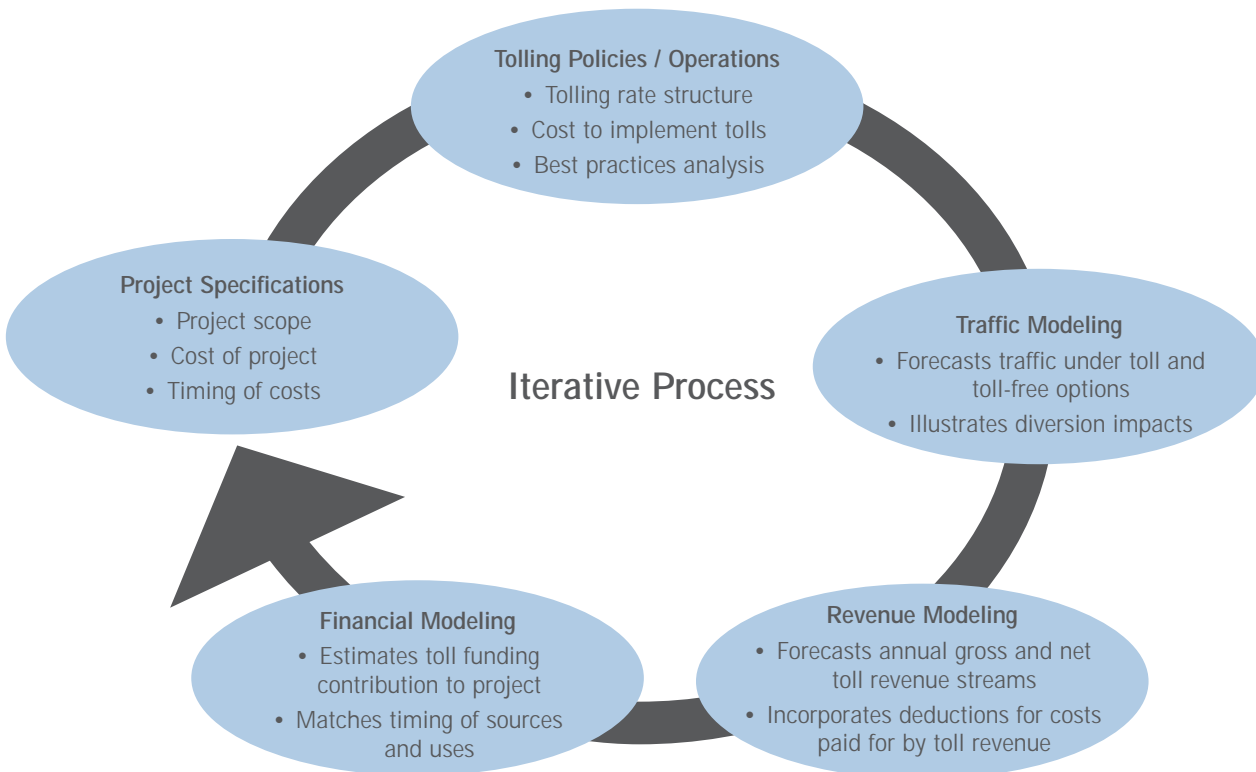 Tolling Policies / Operations
• Tolling rate structure
• Cost to implement tolls
• Best practices analysis
Project Specifications
• Project scope
• Cost of project
• Timing of costs
Iterative Process
Traffic Modeling
• Forecasts traffic under toll and
toll-free options
• Illustrates diversion impacts
Financial Modeling
• Estimates toll funding
contribution to project
• Matches timing of sources
and uses
Revenue Modeling
• Forecasts annual gross and net
toll revenue streams
• Incorporates deductions for costs
paid for by toll revenue